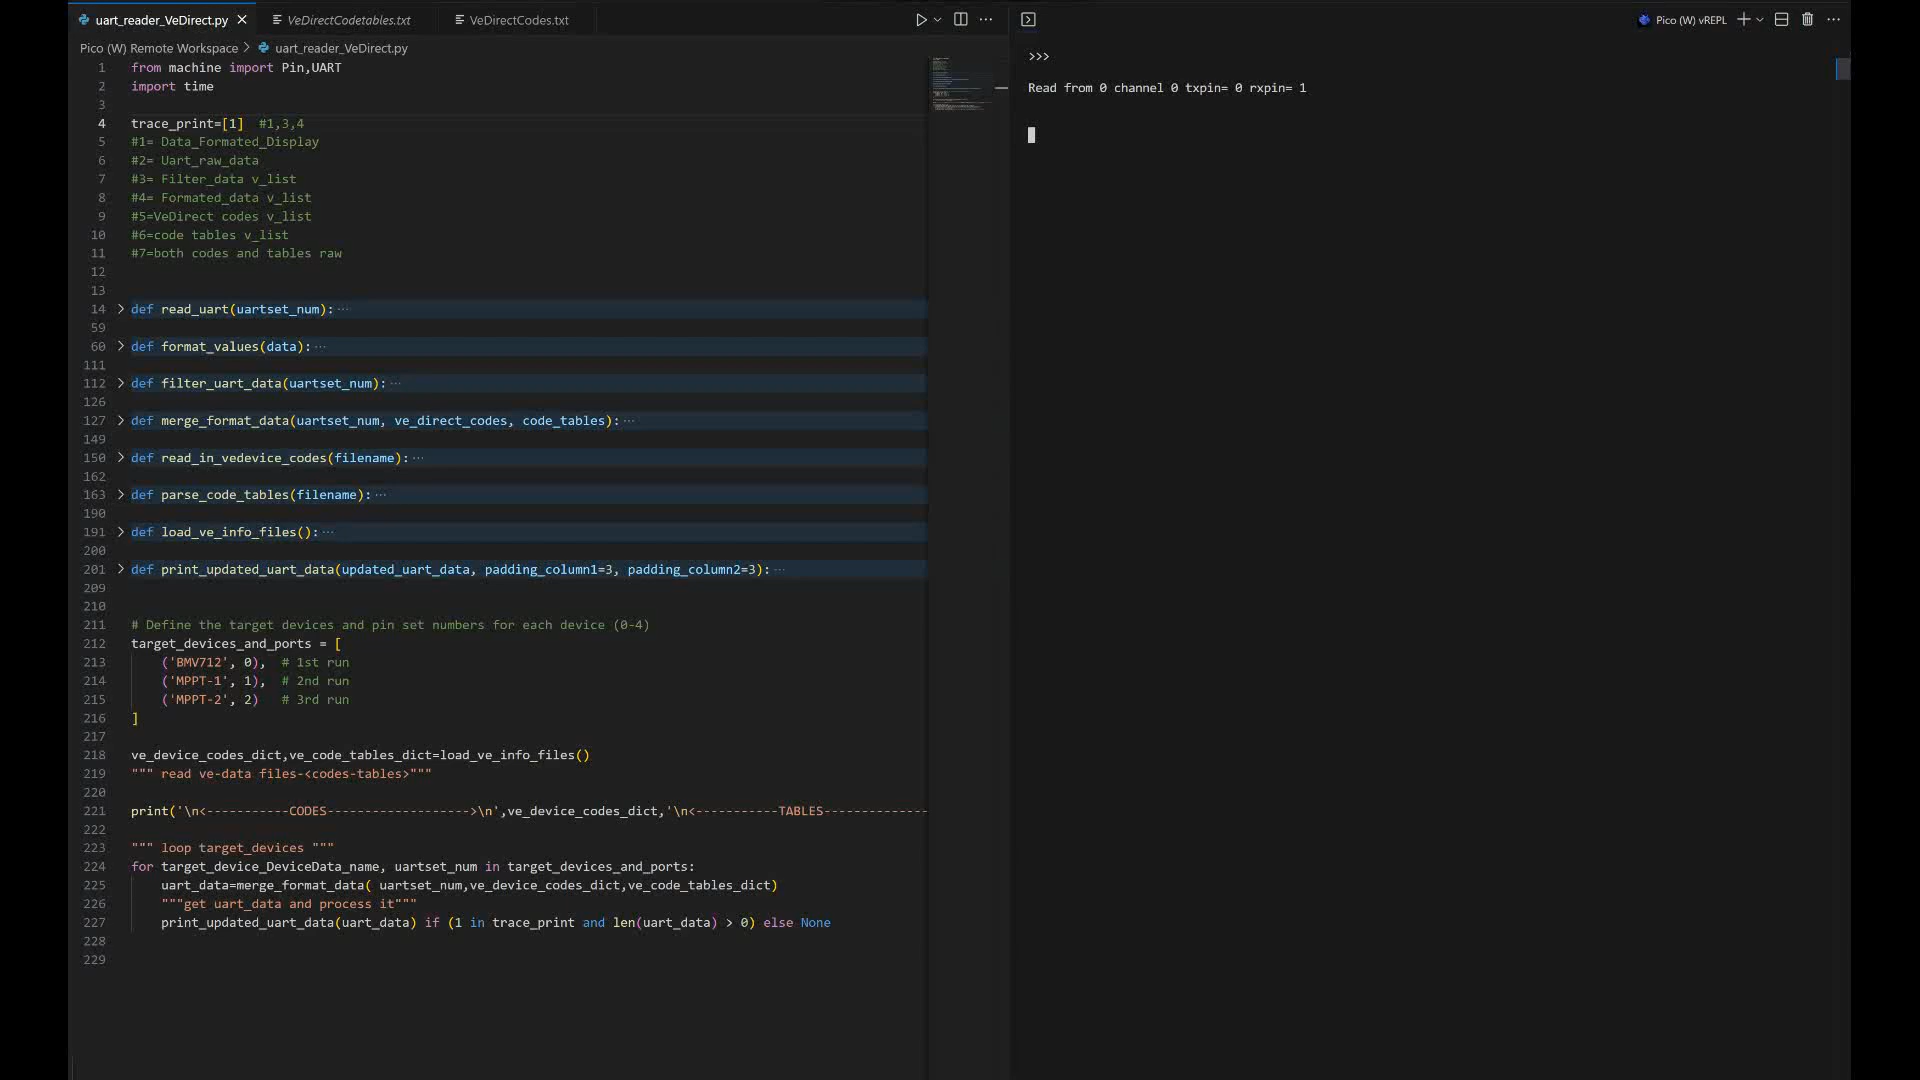 uart_reader_VeDirect.py
VeDirectCodetables.txt
VeDirectCodes.txt
Pico (W) vREPL
Pico (W) Remote Workspace > uart_reader_VeDirect.py
1 from machine import Pin,UART
2 import time
3
4 trace_print=[1]  #1,3,4
5 #1= Data_Formated_Display
6 #2= Uart_raw_data
7 #3= Filter_data v_list
8 #4= Formated_data v_list
9 #5=VeDirect codes v_list
10 #6=code tables v_list
11 #7=both codes and tables raw
12
13
14 def read_uart(uartset_num): ···
59
60 def format_values(data): ···
111
112 def filter_uart_data(uartset_num): ···
126
127 def merge_format_data(uartset_num, ve_direct_codes, code_tables): ···
149
150 def read_in_vedevice_codes(filename): ···
162
163 def parse_code_tables(filename): ···
190
191 def load_ve_info_files(): ···
200
201 def print_updated_uart_data(updated_uart_data, padding_column1=3, padding_column2=3): ···
209
210
211 # Define the target devices and pin set numbers for each device (0-4)
212 target_devices_and_ports = [
213     ('BMV712', 0),  # 1st run
214     ('MPPT-1', 1),  # 2nd run
215     ('MPPT-2', 2)   # 3rd run
216 ]
217
218 ve_device_codes_dict,ve_code_tables_dict=load_ve_info_files()
219 """ read ve-data files-<codes-tables>"""
220
221 print('\n<-----------CODES------------------->\n',ve_device_codes_dict,'\n<-----------TABLES--------------
222
223 """ loop target_devices """
224 for target_device_DeviceData_name, uartset_num in target_devices_and_ports:
225     uart_data=merge_format_data( uartset_num,ve_device_codes_dict,ve_code_tables_dict)
226     """get uart_data and process it"""
227     print_updated_uart_data(uart_data) if (1 in trace_print and len(uart_data) > 0) else None
228
229
>>>
Read from 0 channel 0 txpin= 0 rxpin= 1